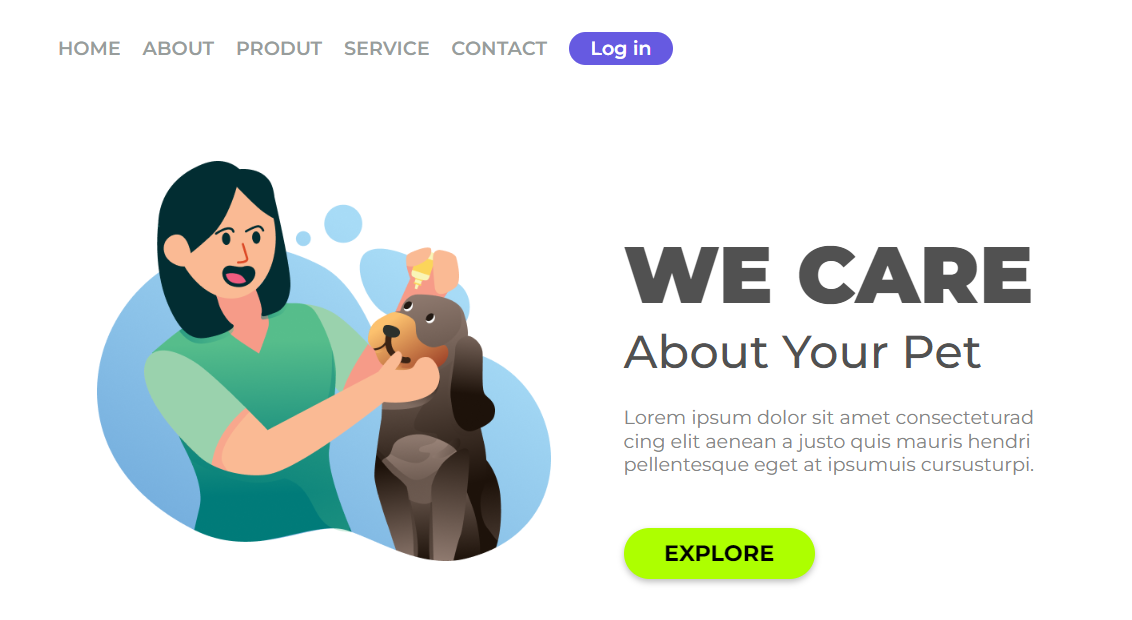 HOME ABOUT PRODUT SERVICE CONTACT Log in
WE CARE
About Your Pet
Lorem ipsum dolor sit amet consecteturad
cing elit aenean a justo quis mauris hendri
pellentesque eget at ipsumuis cursusturpi.
EXPLORE